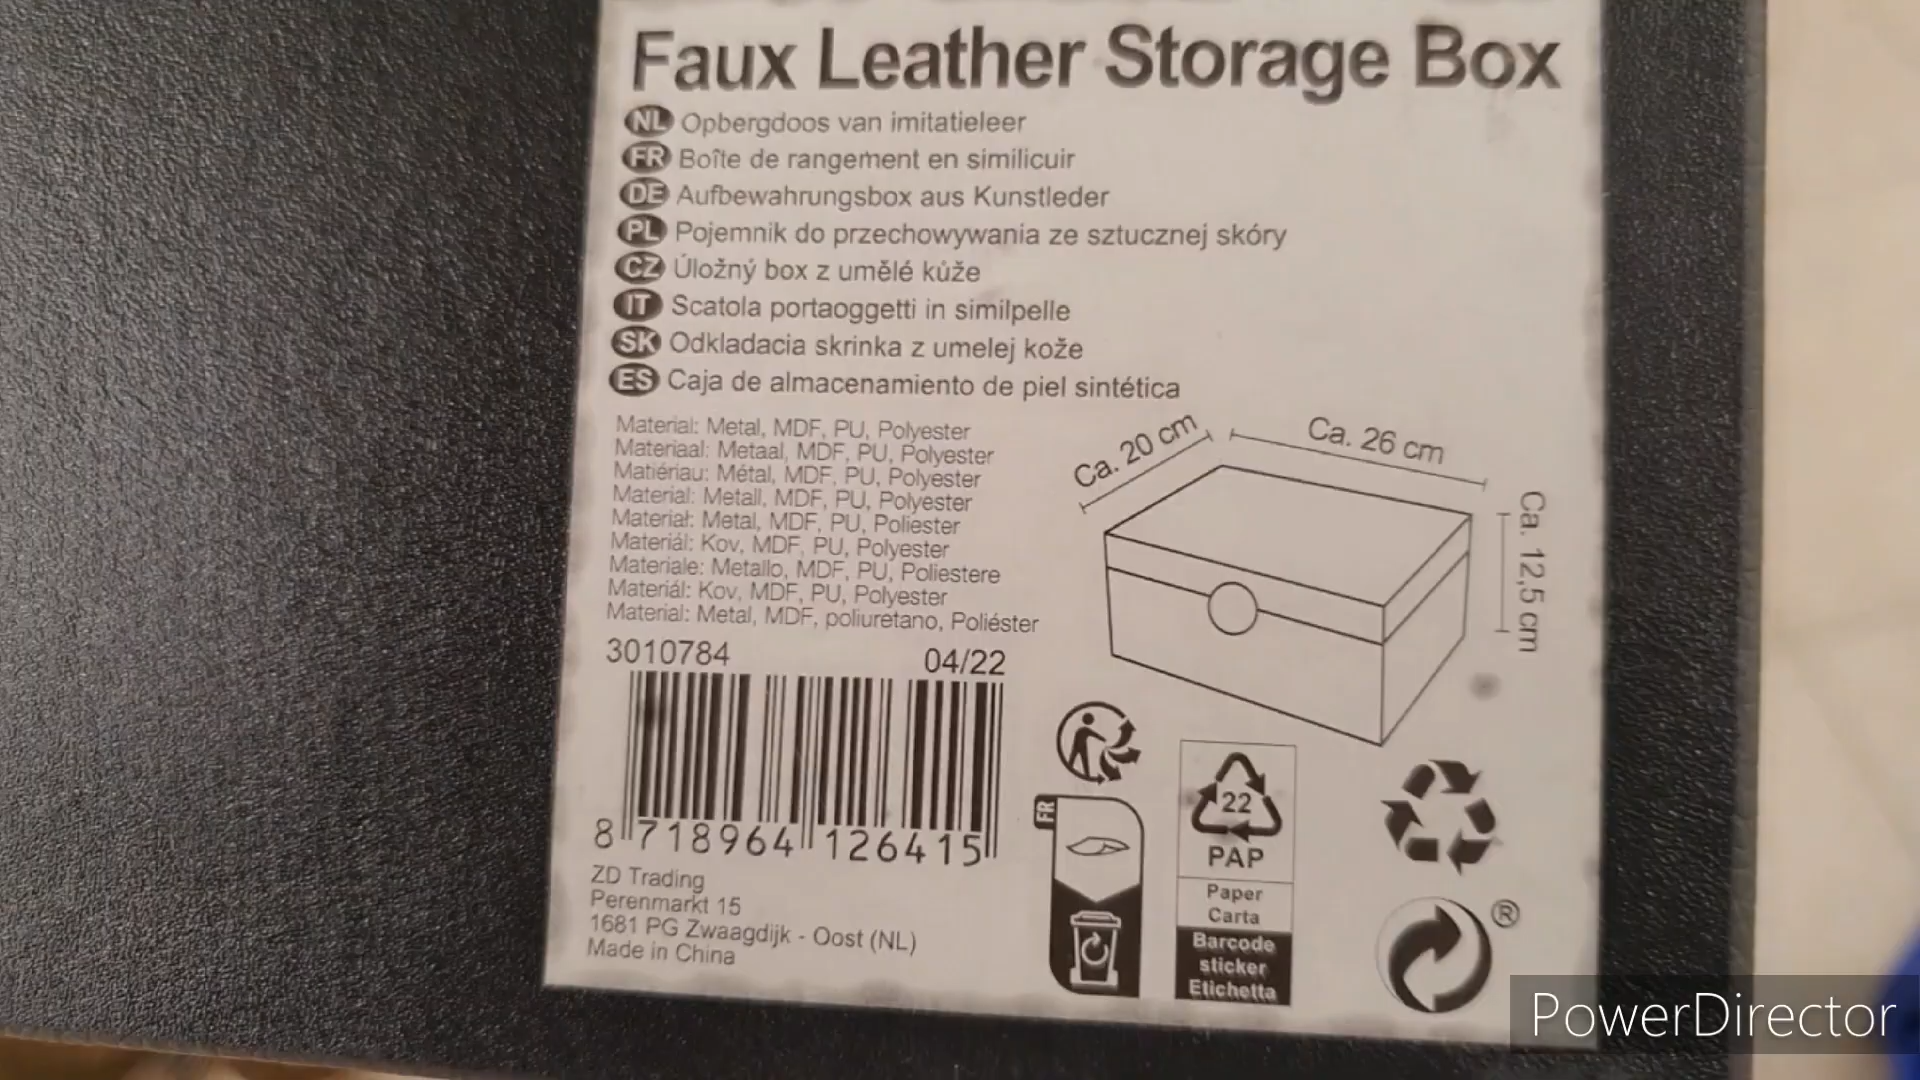 Faux Leather Storage Box
NL Opbergdoos van imitatieleer
FR Boîte de rangement en similicuir
DE Aufbewahrungsbox aus Kunstleder
PL Pojemnik do przechowywania ze sztucznej skóry
CZ Úložný box z umělé kůže
IT Scatola portaoggetti in similpelle
SK Odkladacia skrinka z umelej kože
ES Caja de almacenamiento de piel sintética
Material: Metal, MDF, PU, Polyester
Materiaal: Metaal, MDF, PU, Polyester
Matiériau: Métal, MDF, PU, Polyester
Material: Metall, MDF, PU, Polyester
Materiał: Metal, MDF, PU, Poliester
Materiál: Kov, MDF, PU, Polyester
Materiale: Metallo, MDF, PU, Poliestere
Materiál: Kov, MDF, PU, Polyester
Material: Metal, MDF, poliuretano, Poliéster
Ca. 20 cm
Ca. 26 cm
Ca. 12,5 cm
3010784 04/22
8 718964 126415
ZD Trading
Perenmarkt 15
1681 PG Zwaagdijk - Oost (NL)
Made in China
FR
22
PAP
Paper
Carta
Barcode
sticker
Etichetta
®
PowerDirector